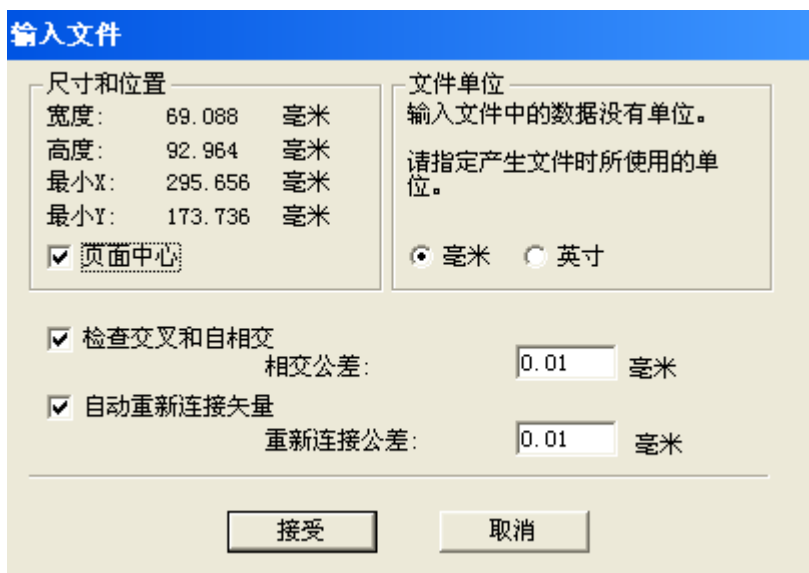 输入文件
尺寸和位置
宽度: 69.088 毫米
高度: 92.964 毫米
最小X: 295.656 毫米
最小Y: 173.736 毫米
页面中心
文件单位
输入文件中的数据没有单位。
请指定产生文件时所使用的单
位。
毫米 英寸
检查交叉和自相交
相交公差: 0.01 毫米
自动重新连接矢量
重新连接公差: 0.01 毫米
接受 取消